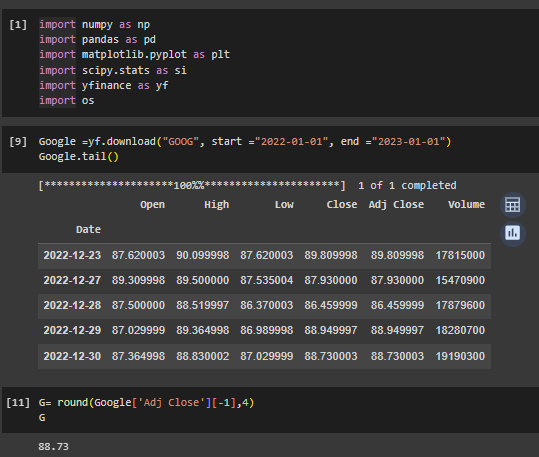 [1] import numpy as np
import pandas as pd
import matplotlib.pyplot as plt
import scipy.stats as si
import yfinance as yf
import os
[9] Google =yf.download("GOOG", start ="2022-01-01", end ="2023-01-01")
Google.tail()
[*********************100%%**********************] 1 of 1 completed
Open High Low Close Adj Close Volume
Date
2022-12-23 87.620003 90.099998 87.620003 89.809998 89.809998 17815000
2022-12-27 89.309998 89.500000 87.535004 87.930000 87.930000 15470900
2022-12-28 87.500000 88.519997 86.370003 86.459999 86.459999 17879600
2022-12-29 87.029999 89.364998 86.989998 88.949997 88.949997 18280700
2022-12-30 87.364998 88.830002 87.029999 88.730003 88.730003 19190300
[11] G= round(Google['Adj Close'][-1],4)
G
88.73